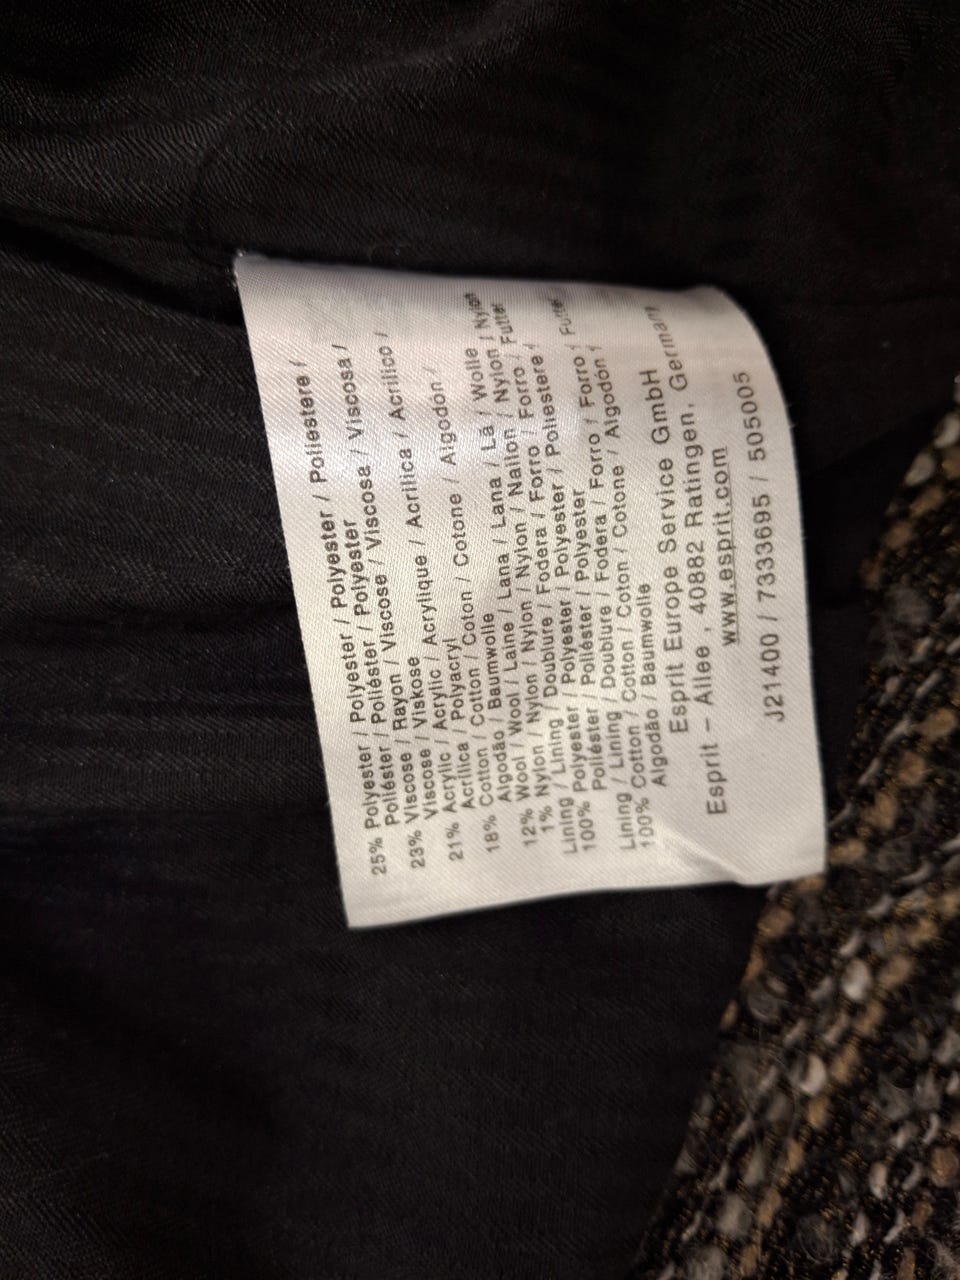 25% Polyester / Polyester / Polyester / Polyester / Poliestere /
Poliéster / Poliéster / Polyester
23% Viscose / Rayon / Viscose / Viscose / Viscosa / Viscosa /
Viscose / Viskose
21% Acrylic / Acrylic / Acrylique / Acrilica / Acrilico /
Acrílica / Polyacryl
18% Cotton / Cotton / Coton / Cotone / Algodón /
Algodão / Baumwolle
12% Wool / Wool / Laine / Lana / Lana / Lã / Wolle
1% Nylon / Nylon / Nylon / Nylon / Nailon / Nylon / Nylon
Lining / Lining / Doublure / Fodera / Forro / Forro / Futter
100% Polyester / Polyester / Polyester / Poliestere /
Poliéster / Poliéster / Polyester
Lining / Lining / Doublure / Fodera / Forro / Forro / Futter
100% Cotton / Cotton / Coton / Cotone / Algodón /
Algodão / Baumwolle
Esprit Europe Service GmbH
Esprit - Allee , 40882 Ratingen, Germany
www.esprit.com
J21400 / 7333695 / 505005